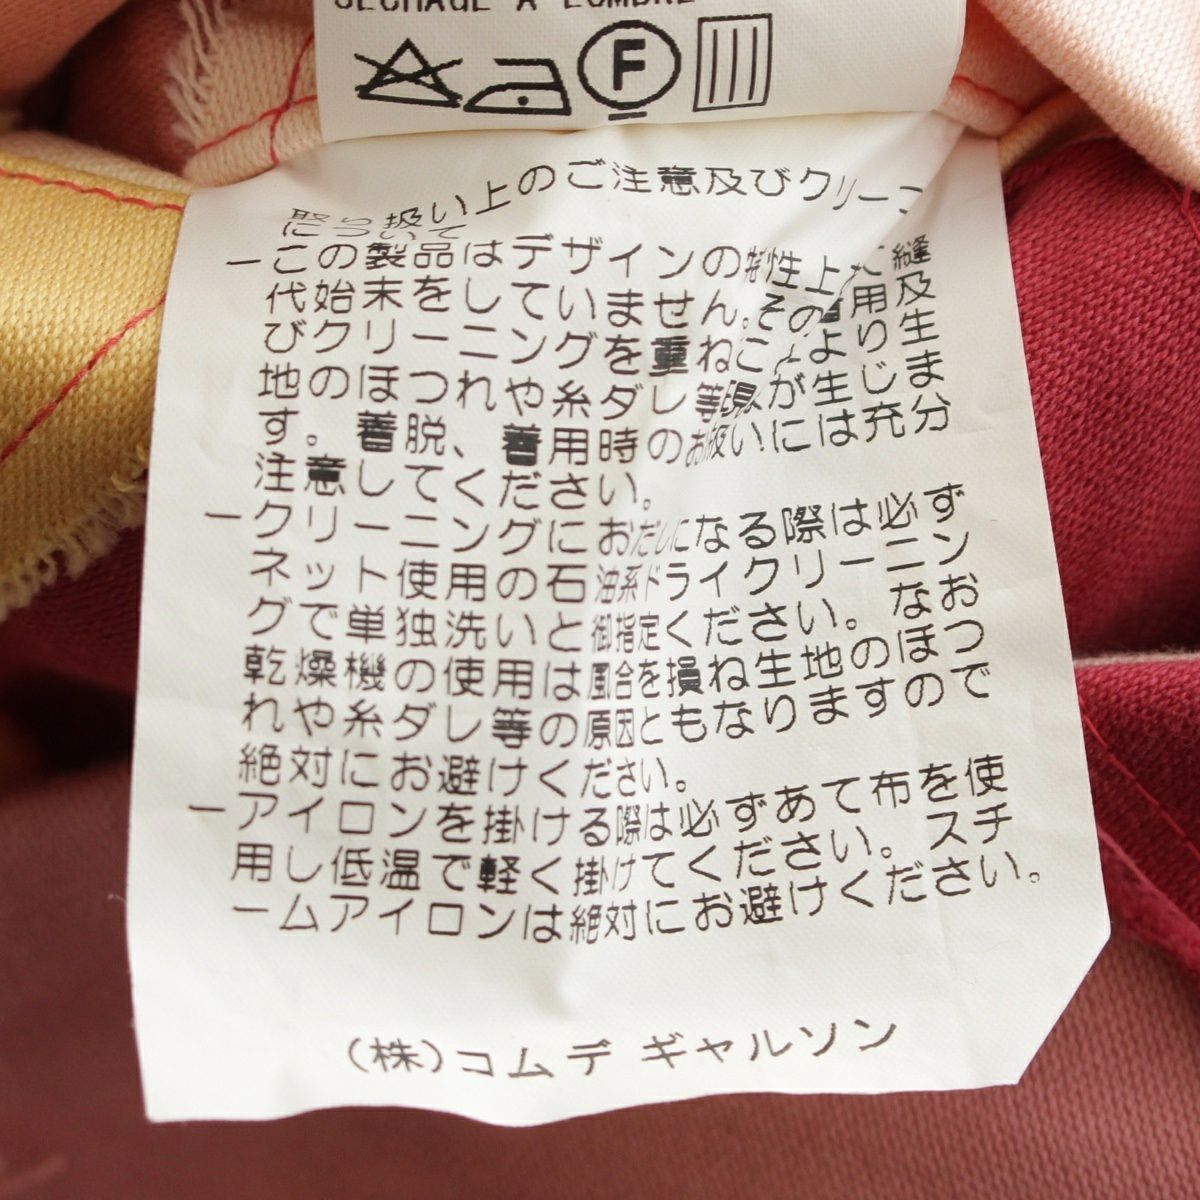 SECHAGE A L'OMBRE
F
取り扱い上のご注意及びクリーニ
について
ーこの製品はデザインの特性上、縫
代始末をしていません。その着用及
びクリーニングを重ねることより生
地のほつれや糸ダレ等現が生じま
す。着脱、着用時のお扱いには充分
注意してください。
ークリーニングにおだしになる際は必ず
ネット使用の石油系ドライクリーニン
グで単独洗いと御指定ください。なお
乾燥機の使用は風合を損ね生地のほつ
れや糸ダレ等の原因ともなりますので
絶対にお避けください。
ーアイロンを掛ける際は必ずあて布を使
用し低温で軽く掛けてください。スチ
ームアイロンは絶対にお避けください。
(株)コムデ ギャルソン